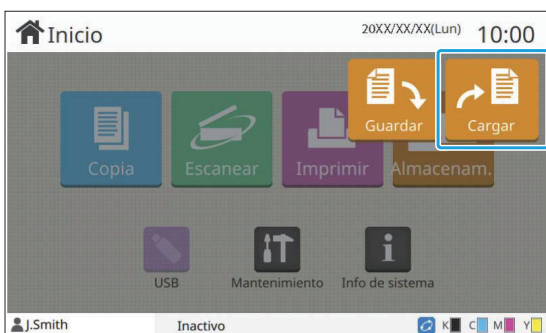 Inicio
20XX/XX/XX(Lun) 10:00
Guardar Cargar
Copia Escanear Imprimir Almacenam.
USB Mantenimiento Info de sistema
J.Smith Inactivo K C M Y